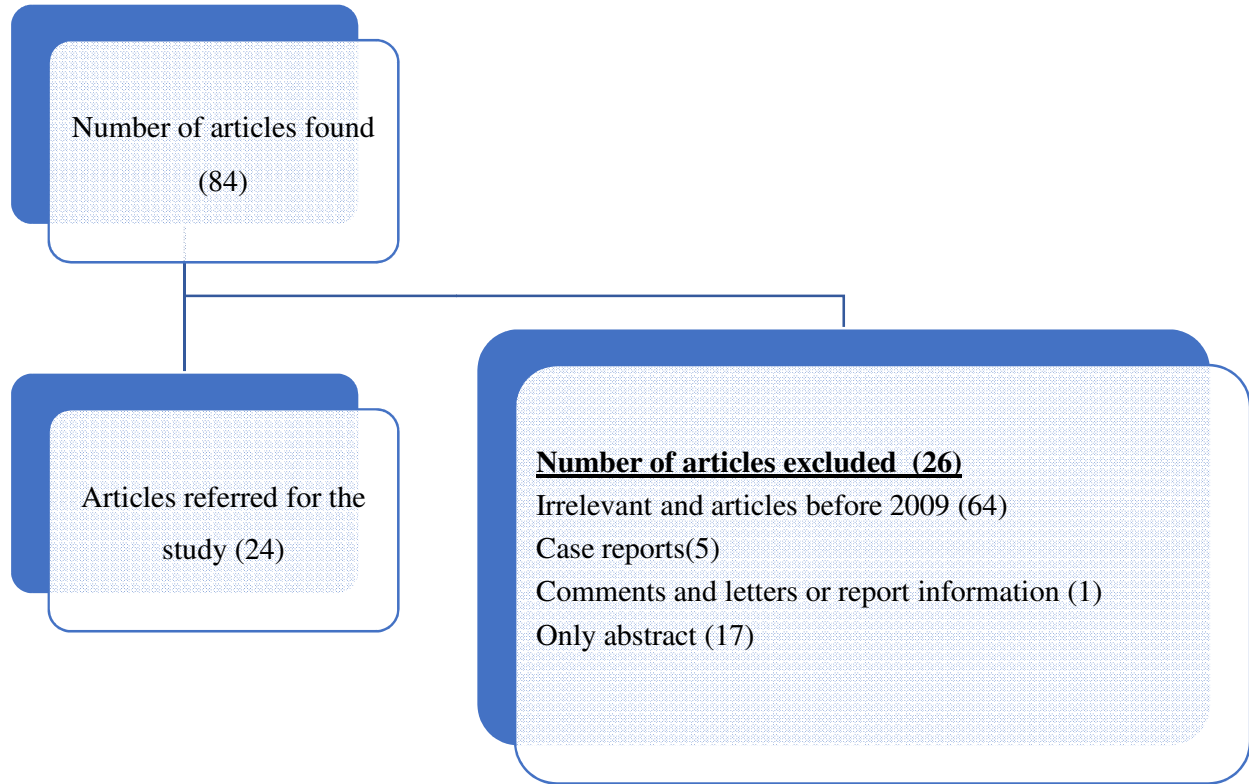 Number of articles found
(84)
Articles referred for the
study (24)
Number of articles excluded  (26)
Irrelevant and articles before 2009 (64)
Case reports(5)
Comments and letters or report information (1)
Only abstract (17)